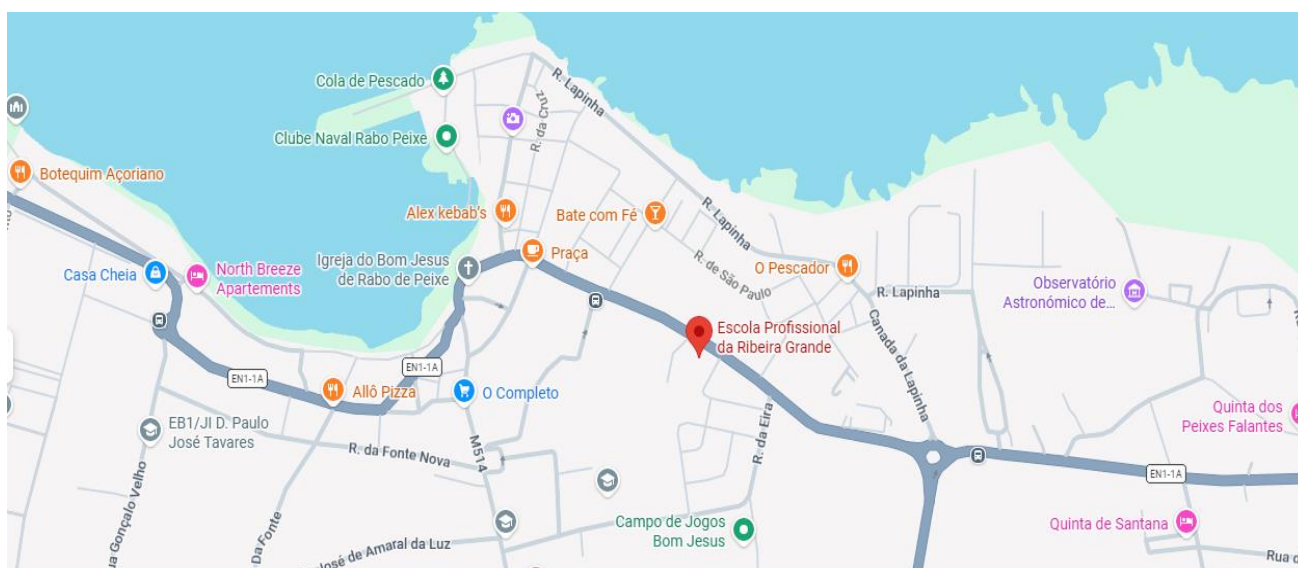 Cola de Pescado
R. Lapinha
R. da Cruz
Clube Naval Rabo Peixe
Botequim Açoriano
Alex kebab's
Bate com Fé
R. Lapinha
Praça
Igreja do Bom Jesus
de Rabo de Peixe
Casa Cheia
North Breeze
Apartements
R. de São Paulo
O Pescador
R. Lapinha
Observatório
Astronómico de...
Escola Profissional
da Ribeira Grande
Canada da Lapinha
EN1-1A
EN1-1A
Allô Pizza
O Completo
EB1/JI D. Paulo
José Tavares
R. da Fonte Nova
M514
R. da Eira
Quinta dos
Peixes Falantes
EN1-1A
ua Gonçalo Velho
Da Fonte
José de Amaral da Luz
Campo de Jogos
Bom Jesus
Quinta de Santana
Rua d